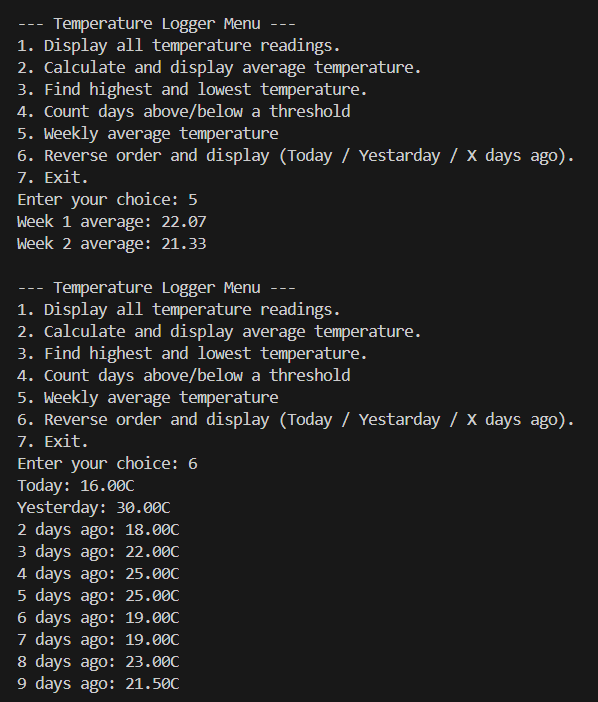 --- Temperature Logger Menu ---
1. Display all temperature readings.
2. Calculate and display average temperature.
3. Find highest and lowest temperature.
4. Count days above/below a threshold
5. Weekly average temperature
6. Reverse order and display (Today / Yestarday / X days ago).
7. Exit.
Enter your choice: 5
Week 1 average: 22.07
Week 2 average: 21.33
--- Temperature Logger Menu ---
1. Display all temperature readings.
2. Calculate and display average temperature.
3. Find highest and lowest temperature.
4. Count days above/below a threshold
5. Weekly average temperature
6. Reverse order and display (Today / Yestarday / X days ago).
7. Exit.
Enter your choice: 6
Today: 16.00C
Yesterday: 30.00C
2 days ago: 18.00C
3 days ago: 22.00C
4 days ago: 25.00C
5 days ago: 25.00C
6 days ago: 19.00C
7 days ago: 19.00C
8 days ago: 23.00C
9 days ago: 21.50C